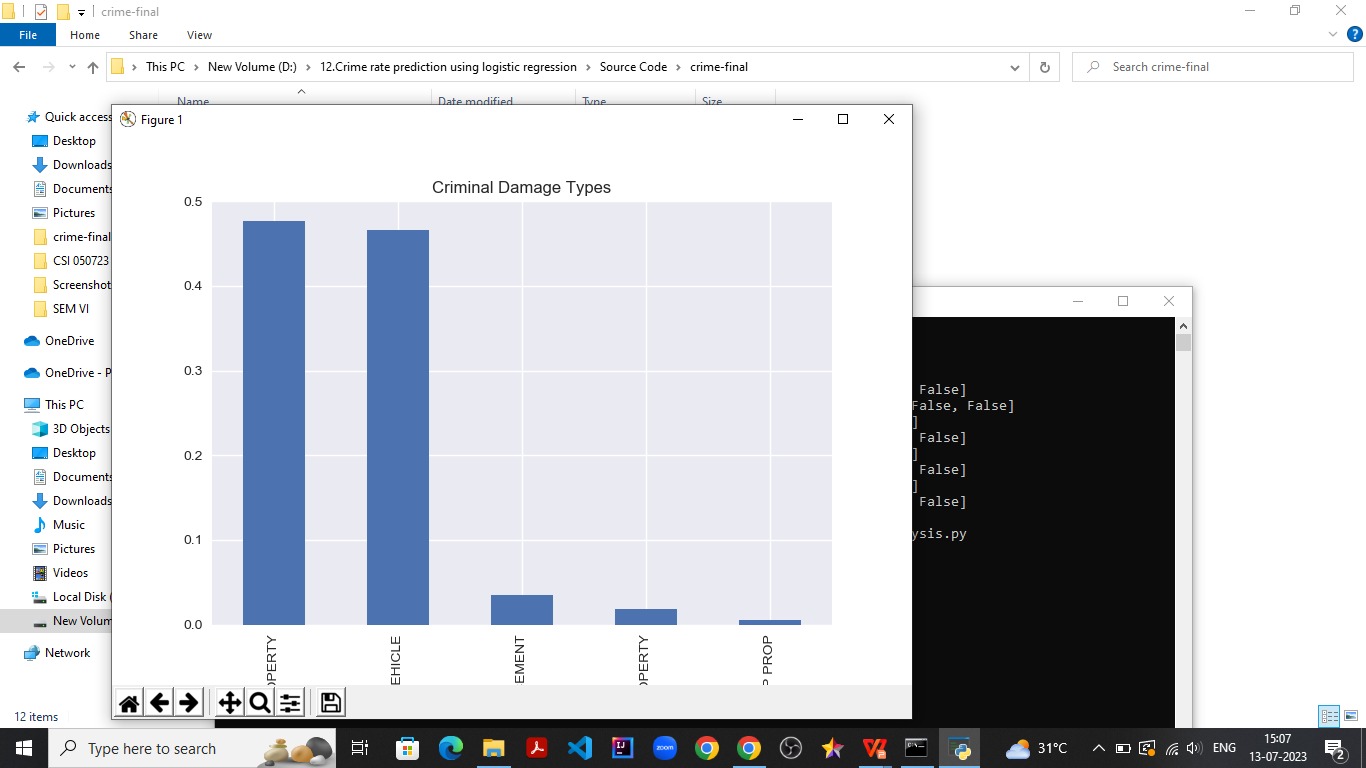 crime-final
File Home Share View
This PC New Volume (D:) 12.Crime rate prediction using logistic regression Source Code crime-final
Search crime-final
Name Date modified Type Size
Quick access
Desktop
Downloads
Documents
Pictures
crime-final
CSI 050723
Screenshot
SEM VI
OneDrive
OneDrive - P
This PC
3D Objects
Desktop
Documents
Downloads
Music
Pictures
Videos
Local Disk (
New Volum
Network
12 items
Figure 1
Criminal Damage Types
0.5
0.4
0.3
0.2
0.1
0.0
OPERTY
EHICLE
EMENT
OPERTY
P PROP
False]
False, False]
]
False]
]
False]
]
False]
ysis.py
Type here to search
31°C
ENG
15:07
13-07-2023
2